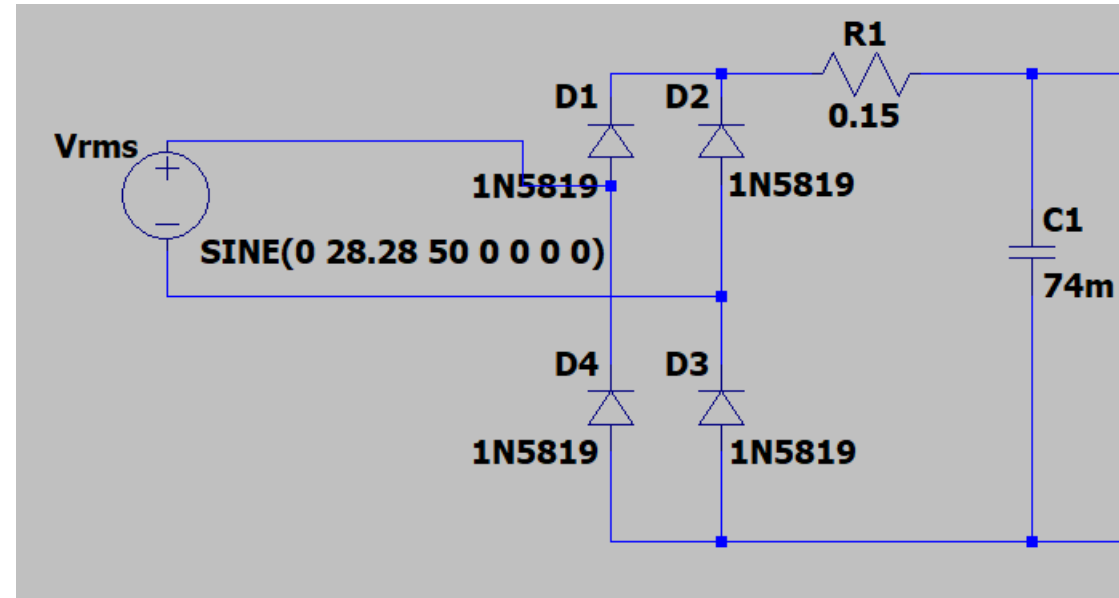 R1
D1
D2
0.15
Vrms
1N5819
1N5819
C1
SINE(0 28.28 50 0 0 0 0)
74m
D4
D3
1N5819
1N5819